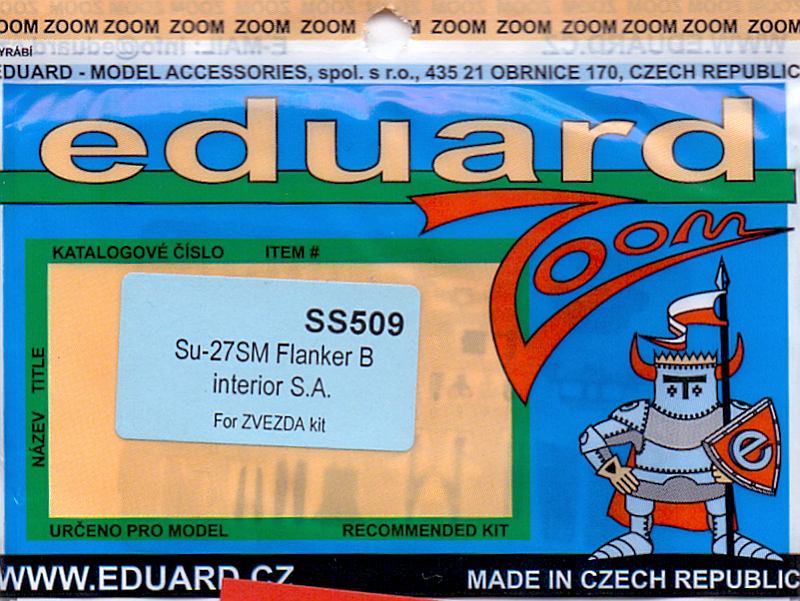 ZOOM ZOOM ZOOM ZOOM ZOOM ZOOM ZOOM ZOOM ZOOM ZOOM ZOOM
VYRÁBÍ
EDUARD - MODEL ACCESSORIES, spol. s r.o., 435 21 OBRNICE 170, CZECH REPUBLIC
eduard
Zoom
KATALOGOVÉ ČÍSLO ITEM #
SS509
Su-27SM Flanker B
interior S.A.
For ZVEZDA kit
NÁZEV TITLE
e
URČENO PRO MODEL RECOMMENDED KIT
WWW.EDUARD.CZ MADE IN CZECH REPUBLIC